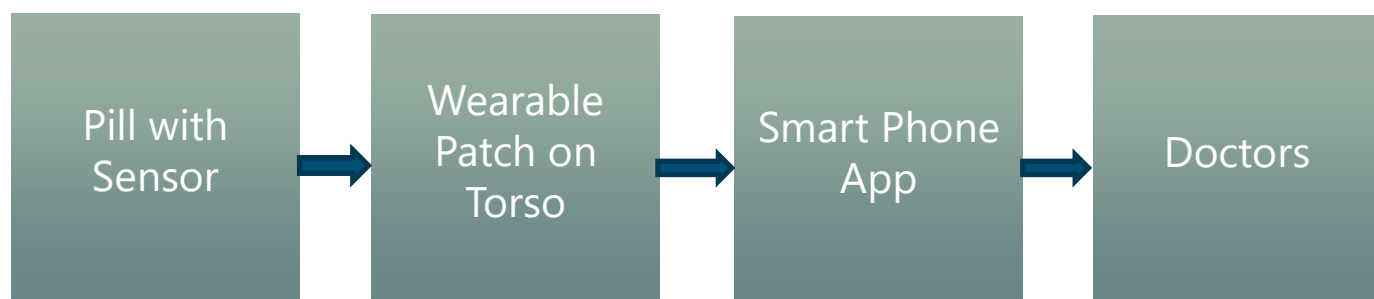 Pill with
Sensor
Wearable
Patch on
Torso
Smart Phone
App
Doctors